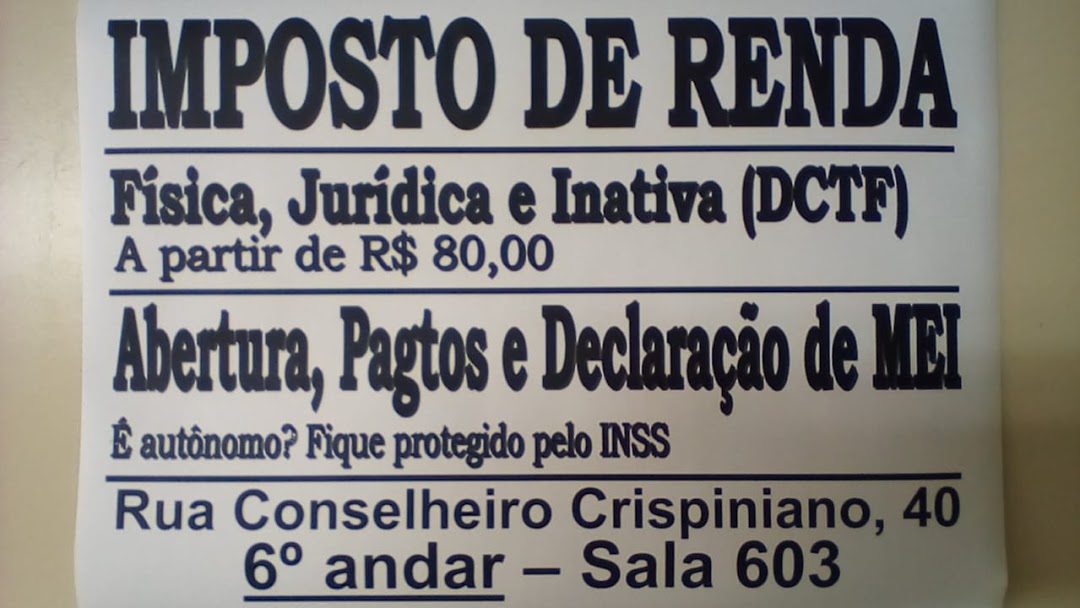 IMPOSTO DE RENDA
Física, Jurídica e Inativa (DCTF)
A partir de R$ 80,00
Abertura, Pagtos e Declaração de MEI
Ê autônomo? Fique protegido pelo INSS
Rua Conselheiro Crispiniano, 40
6º andar – Sala 603